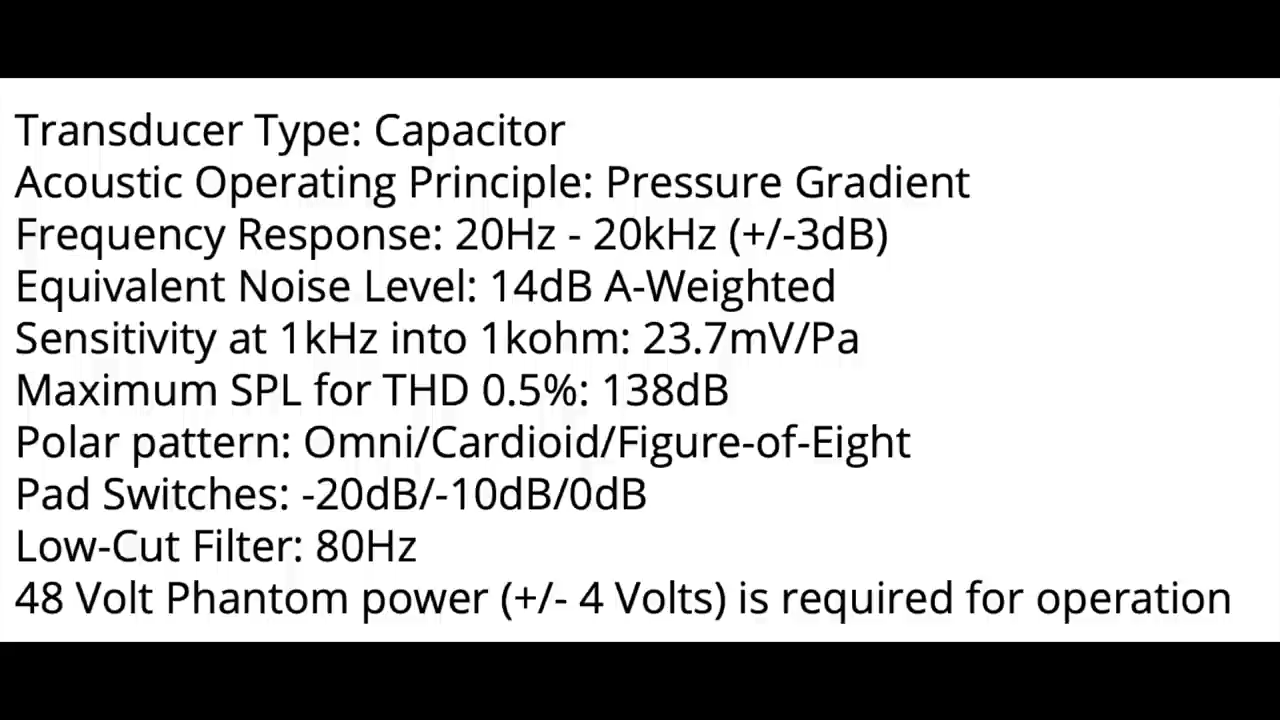 Transducer Type: Capacitor
Acoustic Operating Principle: Pressure Gradient
Frequency Response: 20Hz - 20kHz (+/-3dB)
Equivalent Noise Level: 14dB A-Weighted
Sensitivity at 1kHz into 1kohm: 23.7mV/Pa
Maximum SPL for THD 0.5%: 138dB
Polar pattern: Omni/Cardioid/Figure-of-Eight
Pad Switches: -20dB/-10dB/0dB
Low-Cut Filter: 80Hz
48 Volt Phantom power (+/- 4 Volts) is required for operation